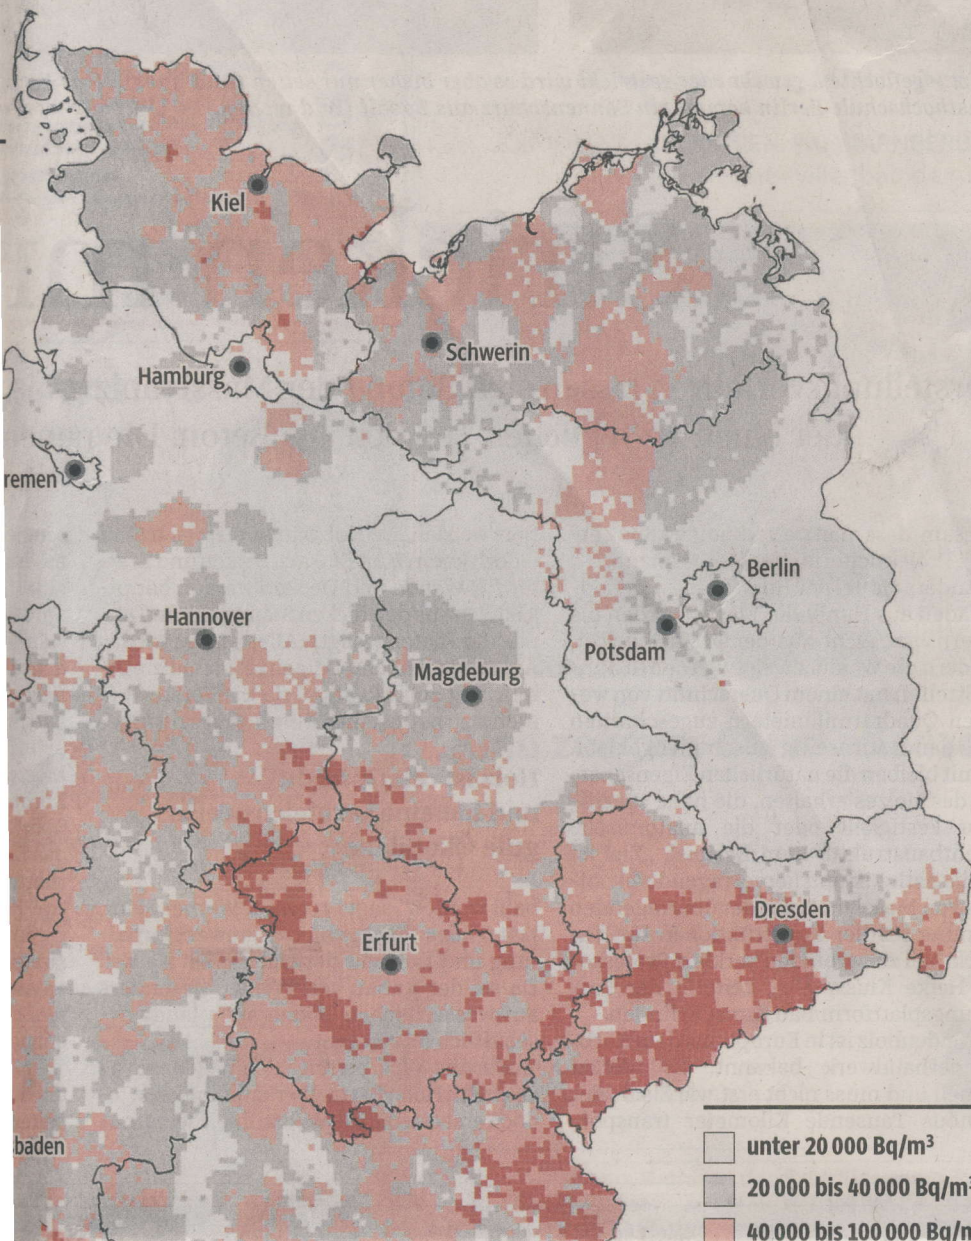 Kiel
Schwerin
Hamburg
remen
Berlin
Hannover
Potsdam
Magdeburg
Dresden
Erfurt
baden
unter 20 000 Bq/m³
20 000 bis 40 000 Bq/m³
40 000 bis 100 000 Bq/m